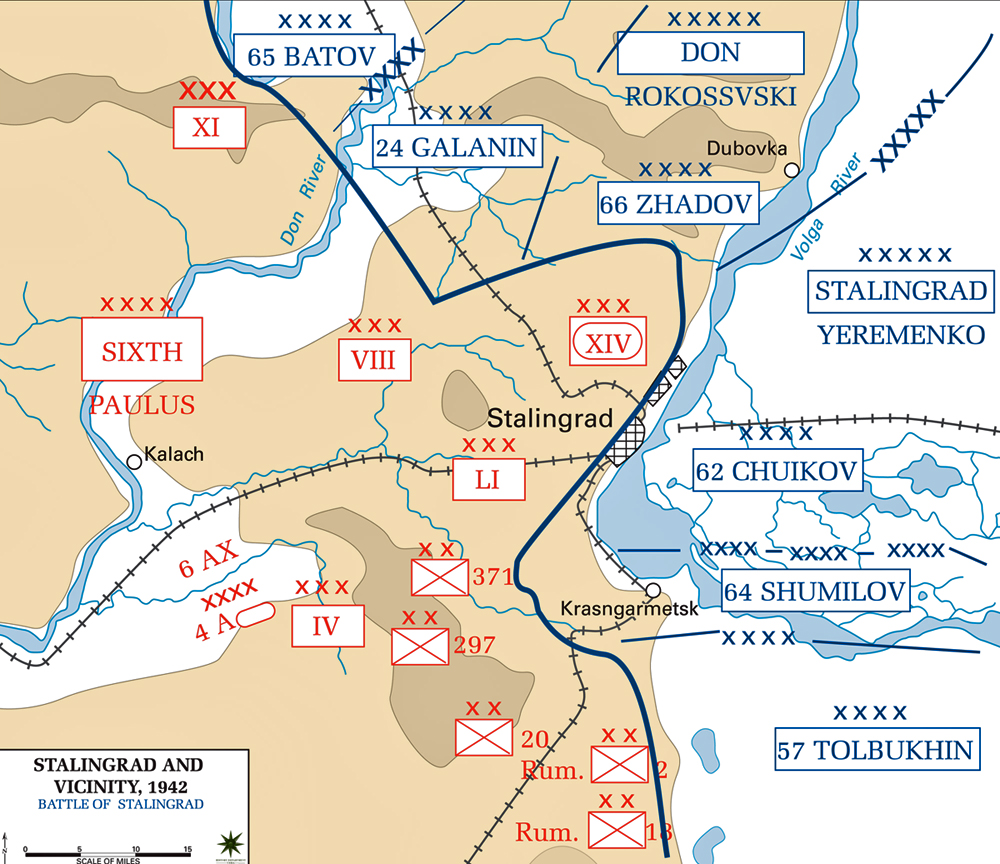 XXXX
65 BATOV
XXXX
XXXXX
DON
ROKOSSVSKI
XXX
XI
XXXX
24 GALANIN
Dubovka
XXXXX
XXXX
66 ZHADOV
Don River
Volga River
XXXXX
STALINGRAD
YEREMENKO
XXXX
SIXTH
PAULUS
XXX
VIII
XXX
XIV
Stalingrad
Kalach
XXX
LI
XXXX
62 CHUIKOV
6 AX
XXXX
4 A
XXX
IV
XX
371
XX
297
XXXX XXXX XXXX
64 SHUMILOV
Krasngarmetsk
XXXX
XX
20
XX
Rum. 2
XX
Rum. 18
XXXX
57 TOLBUKHIN
STALINGRAD AND
VICINITY, 1942
BATTLE OF STALINGRAD
N
0 5 10 15
SCALE OF MILES